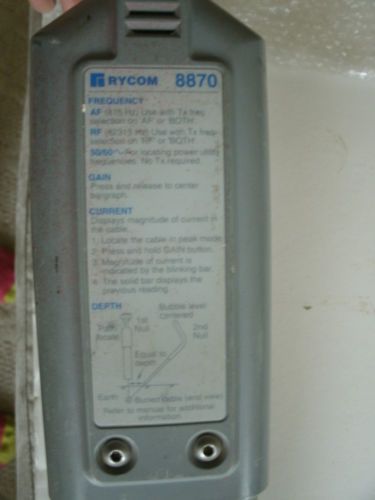 RYCOM 8870
FREQUENCY
AF (815 Hz) Use with Tx freq
selection on 'AF' or 'BOTH'.
RF (82.315 Hz) Use with Tx freq
selection on 'RF' or 'BOTH'.
50/60~ - For locating power utility
frequencies. No Tx required.
GAIN
Press and release to center
bargraph.
CURRENT
Displays magnitude of current in
the cable.
1. Locate the cable in peak mode
2. Press and hold GAIN button.
3. Magnitude of current is
indicated by the blinking bar.
4. The solid bar displays the
previous reading.
DEPTH
Bubble level
centered
1st
Null
2nd
Null
Path
locate
Equal to
depth
Earth
Buried cable (end view)
Refer to manual for additional
information